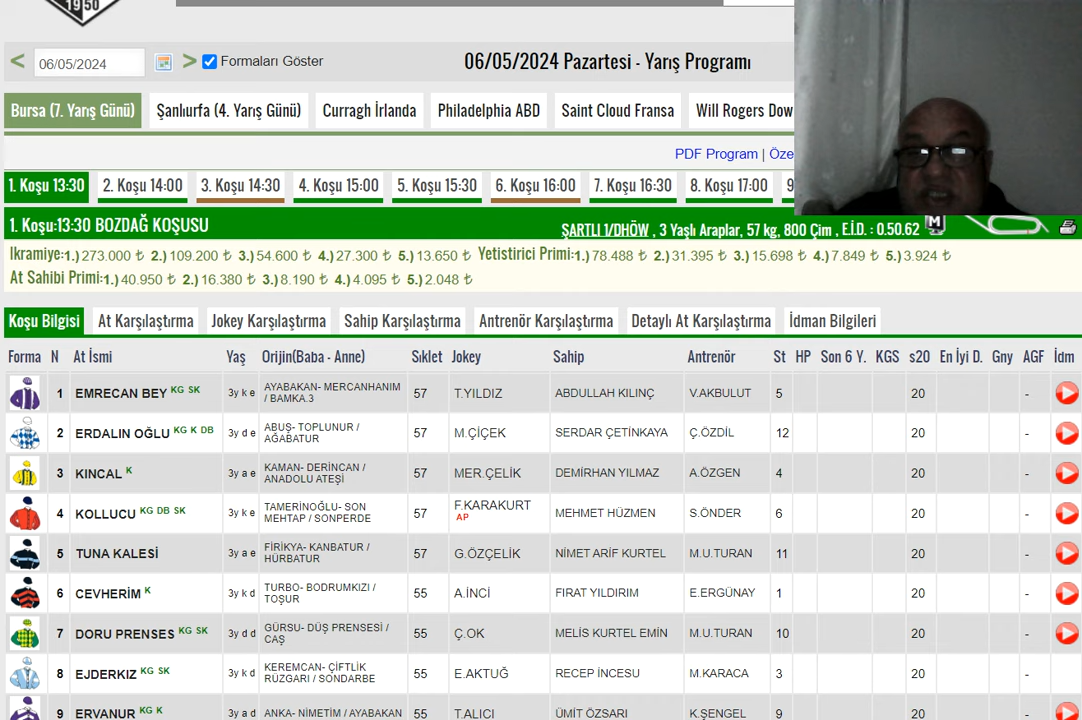 1950
<
06/05/2024
>
Formaları Göster
06/05/2024 Pazartesi - Yarış Programı
Bursa (7. Yarış Günü) Şanlıurfa (4. Yarış Günü) Curragh İrlanda Philadelphia ABD Saint Cloud Fransa Will Rogers Dow
PDF Program | Öze
1. Koşu 13:30 2. Koşu 14:00 3. Koşu 14:30 4. Koşu 15:00 5. Koşu 15:30 6. Koşu 16:00 7. Koşu 16:30 8. Koşu 17:00 9
1. Koşu:13:30 BOZDAĞ KOŞUSU ŞARTLI 1/DHÖW , 3 Yaşlı Araplar, 57 kg, 800 Çim , E.İ.D. : 0.50.62 M
İkramiye:1.) 273.000 ₺ 2.) 109.200 ₺ 3.) 54.600 ₺ 4.) 27.300 ₺ 5.) 13.650 ₺ Yetistirici Primi:1.) 78.488 ₺ 2.) 31.395 ₺ 3.) 15.698 ₺ 4.) 7.849 ₺ 5.) 3.924 ₺
At Sahibi Primi:1.) 40.950 ₺ 2.) 16.380 ₺ 3.) 8.190 ₺ 4.) 4.095 ₺ 5.) 2.048 ₺
Koşu Bilgisi At Karşılaştırma Jokey Karşılaştırma Sahip Karşılaştırma Antrenör Karşılaştırma Detaylı At Karşılaştırma İdman Bilgileri
Forma N At İsmi Yaş Orijin(Baba - Anne) Sıklet Jokey Sahip Antrenör St HP Son 6 Y. KGS s20 En İyi D. Gny AGF İdm
1 EMRECAN BEY KG SK 3y k e AYABAKAN- MERCANHANIM / BAMKA.3 57 T.YILDIZ ABDULLAH KILINÇ V.AKBULUT 5 20 -
2 ERDALIN OĞLU KG K DB 3y d e ABUŞ- TOPLUNUR / AĞABATUR 57 M.ÇİÇEK SERDAR ÇETİNKAYA Ç.ÖZDİL 12 20 -
3 KINCAL K 3y a e KAMAN- DERİNCAN / ANADOLU ATEŞİ 57 MER.ÇELİK DEMİRHAN YILMAZ A.ÖZGEN 4 20 -
4 KOLLUCU KG DB SK 3y k e TAMERİNOĞLU- SON MEHTAP / SONPERDE 57 F.KARAKURT AP MEHMET HÜZMEN S.ÖNDER 6 20 -
5 TUNA KALESİ 3y a e FİRİKYA- KANBATUR / HÜRBATUR 57 G.ÖZÇELİK NİMET ARİF KURTEL M.U.TURAN 11 20 -
6 CEVHERİM K 3y k d TURBO- BODRUMKIZI / TOŞUR 55 A.İNCİ FIRAT YILDIRIM E.ERGÜNAY 1 20 -
7 DORU PRENSES KG SK 3y d d GÜRSU- DÜŞ PRENSESİ / CAŞ 55 Ç.OK MELİS KURTEL EMİN M.U.TURAN 10 20 -
8 EJDERKIZ KG SK 3y k d KEREMCAN- ÇİFTLİK RÜZGARI / SONDARBE 55 E.AKTUĞ RECEP İNCESU M.KARACA 3 20 -
9 ERVANUR KG K 3y a d ANKA- NİMETİM / AYABAKAN 55 T.ALICI ÜMİT ÖZSARI K.ŞENGEL 9 20 -